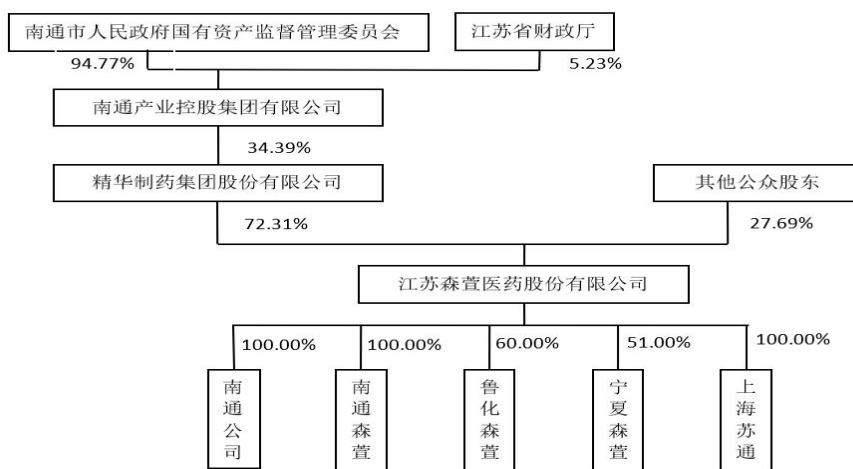 南通市人民政府国有资产监督管理委员会
江苏省财政厅
94.77%
5.23%
南通产业控股集团有限公司
34.39%
精华制药集团股份有限公司
其他公众股东
72.31%
27.69%
江苏森萱医药股份有限公司
100.00%
100.00%
60.00%
51.00%
100.00%
南通公司
南通森萱
鲁化森萱
宁夏森萱
上海苏通